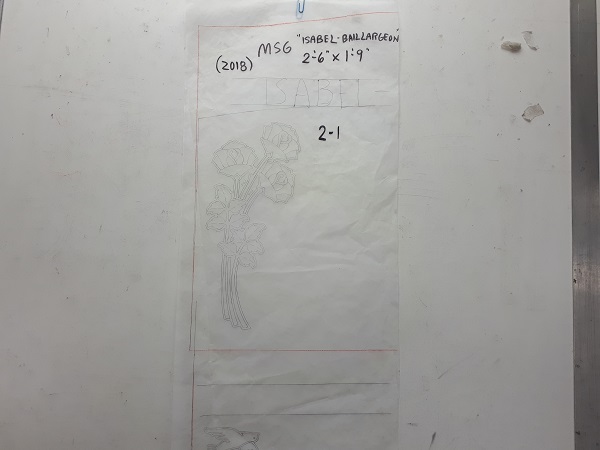 "ISABEL-BAILLARGEON"
MSG
2'-6" x 1'-9"
(2018)
ISABEL-
2-1